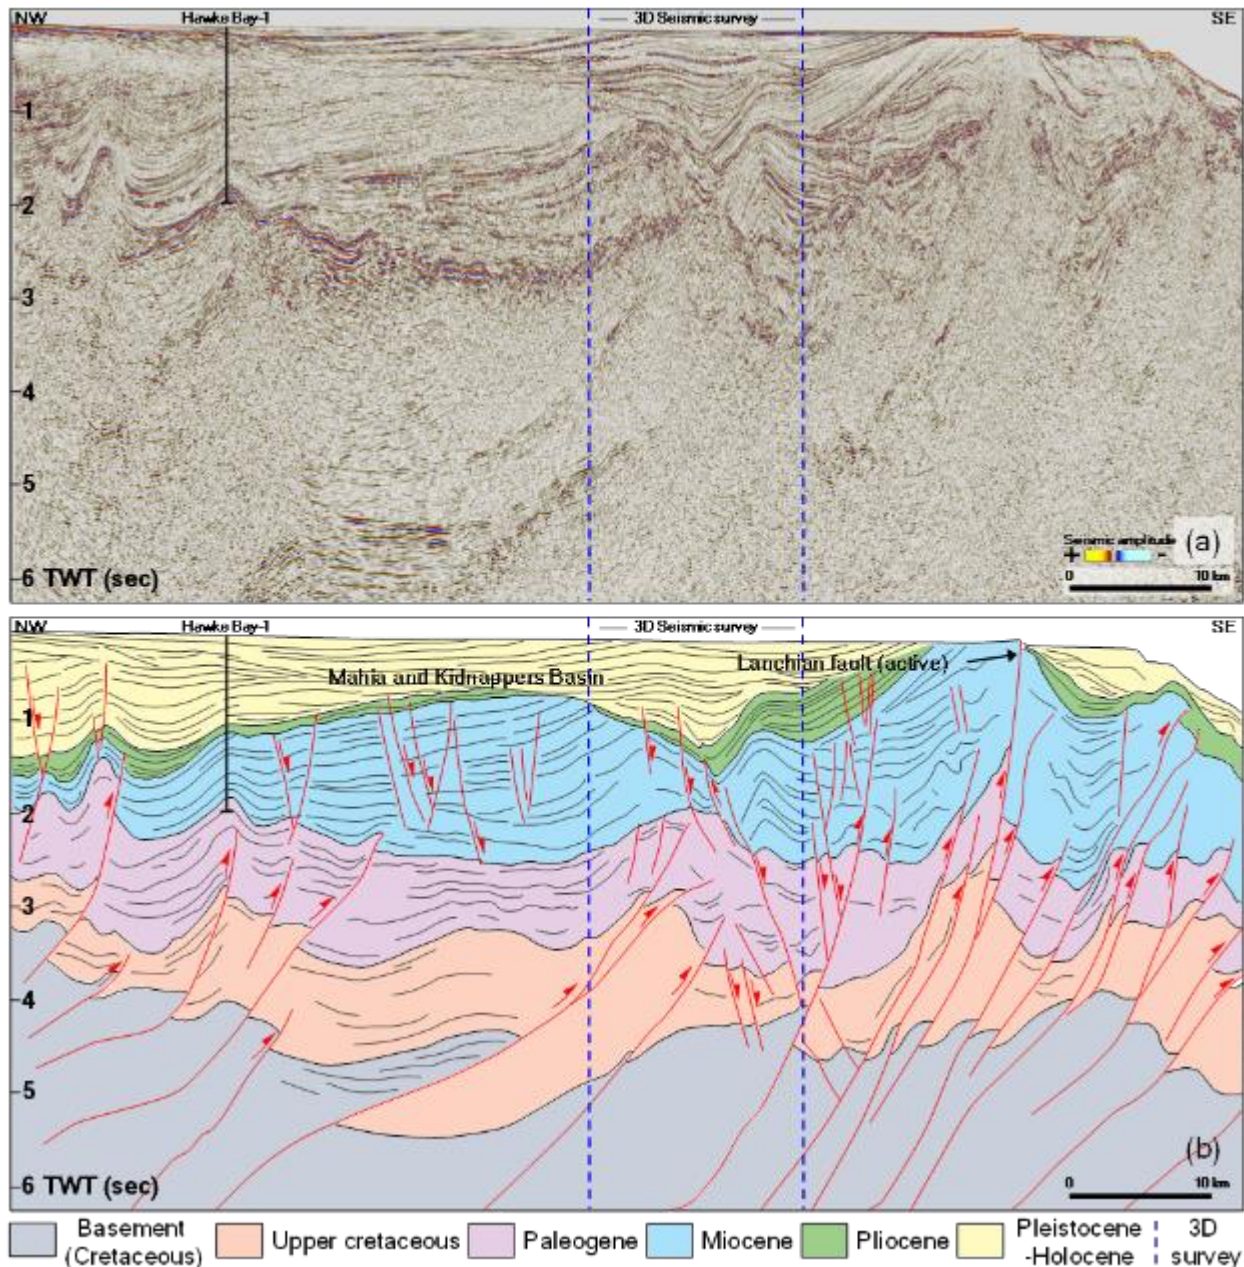 NW Hawke Bay-1 3D Seismic survey SE
1
2
3
4
5
6 TWT (sec)
Seismic amplitude (a)
+ -
0 10 km
NW Hawke Bay-1 3D Seismic survey SE
Lanchian fault (active)
Mahia and Kidnappers Basin
1
2
3
4
5
(b)
6 TWT (sec) 0 10 km
Basement Upper cretaceous Paleogene Miocene Pliocene Pleistocene 3D
(Cretaceous) -Holocene survey